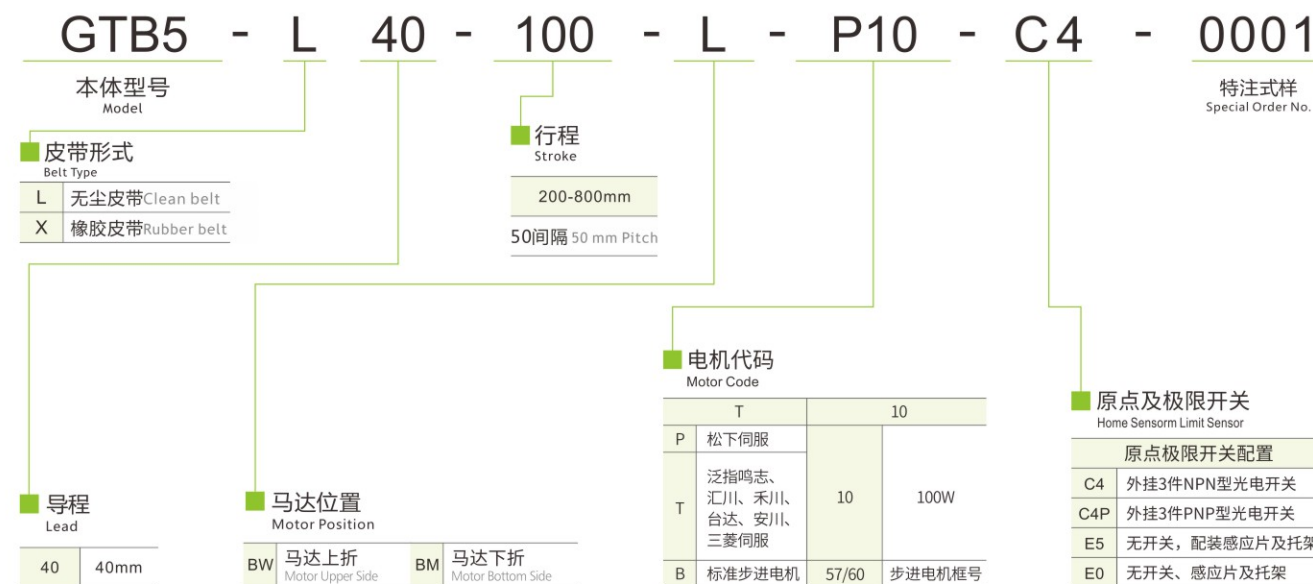 GTB5 - L 40 - 100 - L - P10 - C4 - 0001
本体型号
Model
特注式样
Special Order No.
皮带形式
Belt Type
L 无尘皮带Clean belt
X 橡胶皮带Rubber belt
行程
Stroke
200-800mm
50间隔 50 mm Pitch
导程
Lead
40 40mm
马达位置
Motor Position
BW 马达上折 BM 马达下折
Motor Upper Side Motor Bottom Side
电机代码
Motor Code
T 10
P 松下伺服
T 泛指鸣志、
汇川、禾川、
台达、安川、
三菱伺服
10 100W
B 标准步进电机 57/60 步进电机框号
原点及极限开关
Home Sensorm Limit Sensor
原点极限开关配置
C4 外挂3件NPN型光电开关
C4P 外挂3件PNP型光电开关
E5 无开关，配装感应片及托架
E0 无开关、感应片及托架